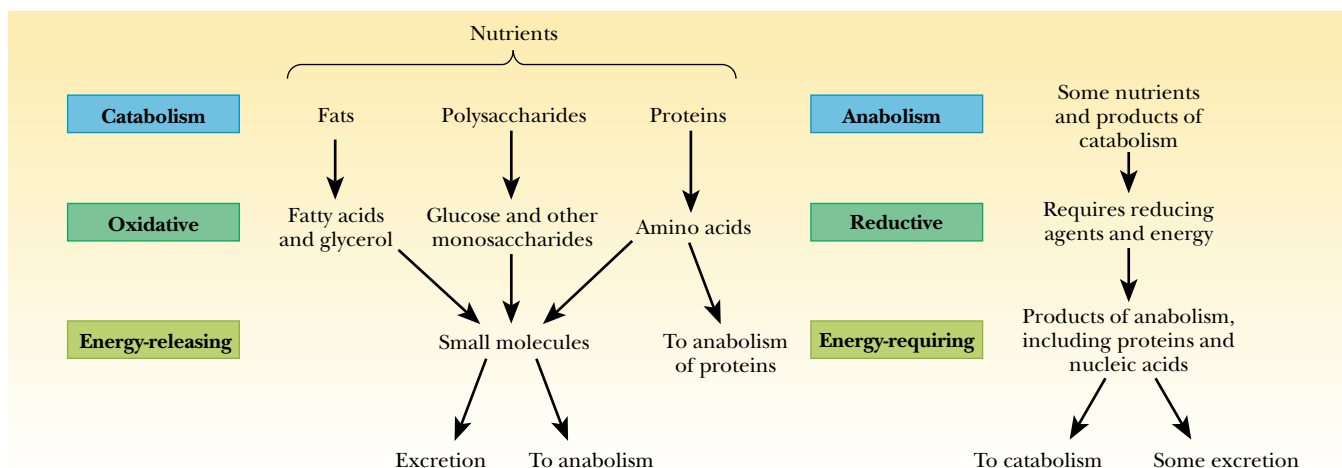 Nutrients
Catabolism
Fats
Polysaccharides
Proteins
Anabolism
Some nutrients
and products of
catabolism
Oxidative
Fatty acids
and glycerol
Glucose and other
monosaccharides
Amino acids
Reductive
Requires reducing
agents and energy
Energy-releasing
Small molecules
To anabolism
of proteins
Energy-requiring
Products of anabolism,
including proteins and
nucleic acids
Excretion
To anabolism
To catabolism
Some excretion